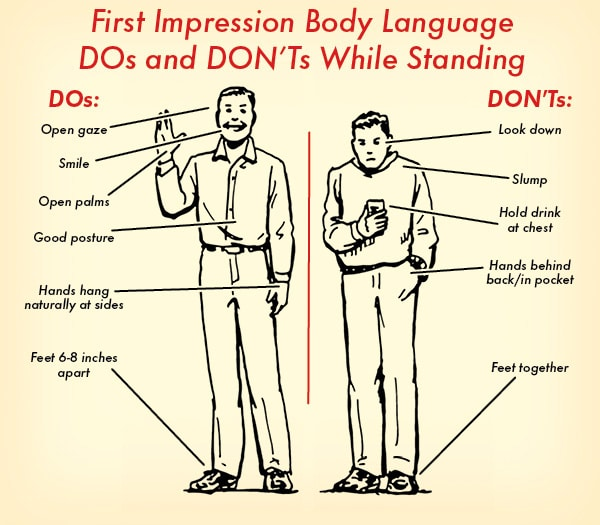 First Impression Body Language
DOs and DON'Ts While Standing
DOs:
Open gaze
Smile
Open palms
Good posture
Hands hang
naturally at sides
Feet 6-8 inches
apart
DON'Ts:
Look down
Slump
Hold drink
at chest
Hands behind
back/in pocket
Feet together